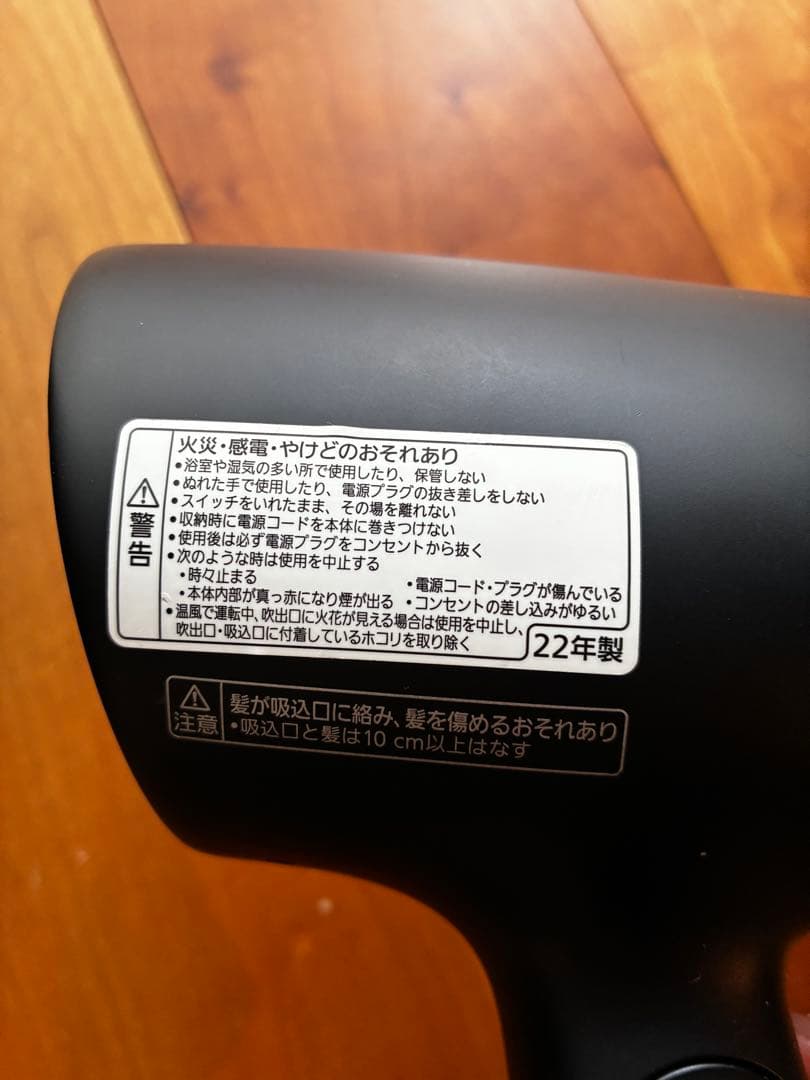 警告
火災・感電・やけどのおそれあり
•浴室や湿気の多い所で使用したり、保管しない
•ぬれた手で使用したり、電源プラグの抜き差しをしない
•スイッチをいれたまま、その場を離れない
•収納時に電源コードを本体に巻きつけない
•使用後は必ず電源プラグをコンセントから抜く
•次のような時は使用を中止する
•時々止まる •電源コード・プラグが傷んでいる
•本体内部が真っ赤になり煙が出る •コンセントの差し込みがゆるい
•温風で運転中、吹出口に火花が見える場合は使用を中止し、
吹出口・吸込口に付着しているホコリを取り除く
22年製
注意
髪が吸込口に絡み、髪を傷めるおそれあり
•吸込口と髪は10 cm以上はなす